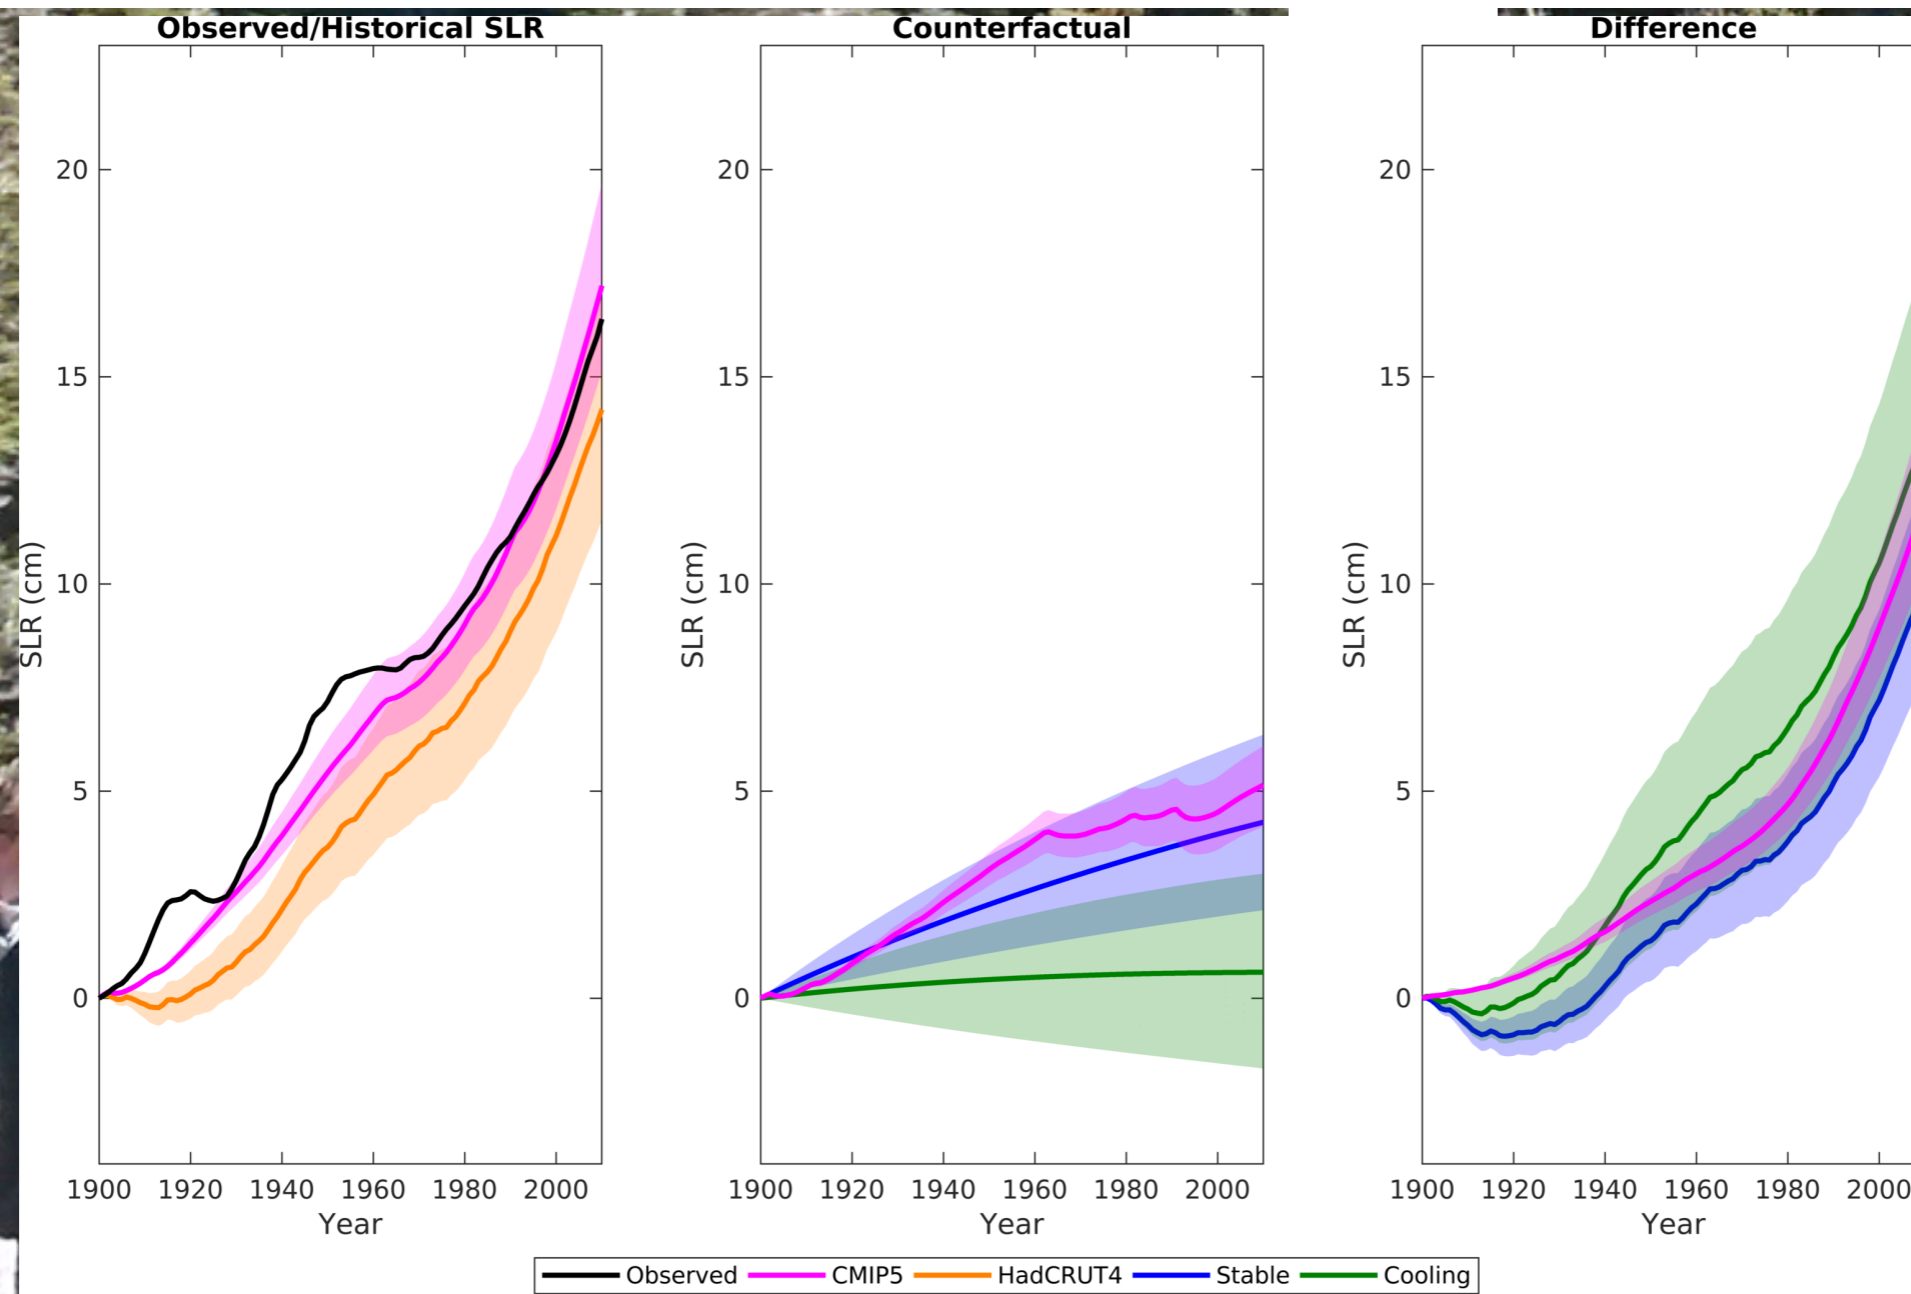 Observed/Historical SLR
20
15
10
5
0
SLR (cm)
1900 1920 1940 1960 1980 2000
Year
Counterfactual
20
15
10
5
0
SLR (cm)
1900 1920 1940 1960 1980 2000
Year
Difference
20
15
10
5
0
SLR (cm)
1900 1920 1940 1960 1980 2000
Year
Observed CMIP5 HadCRUT4 Stable Cooling